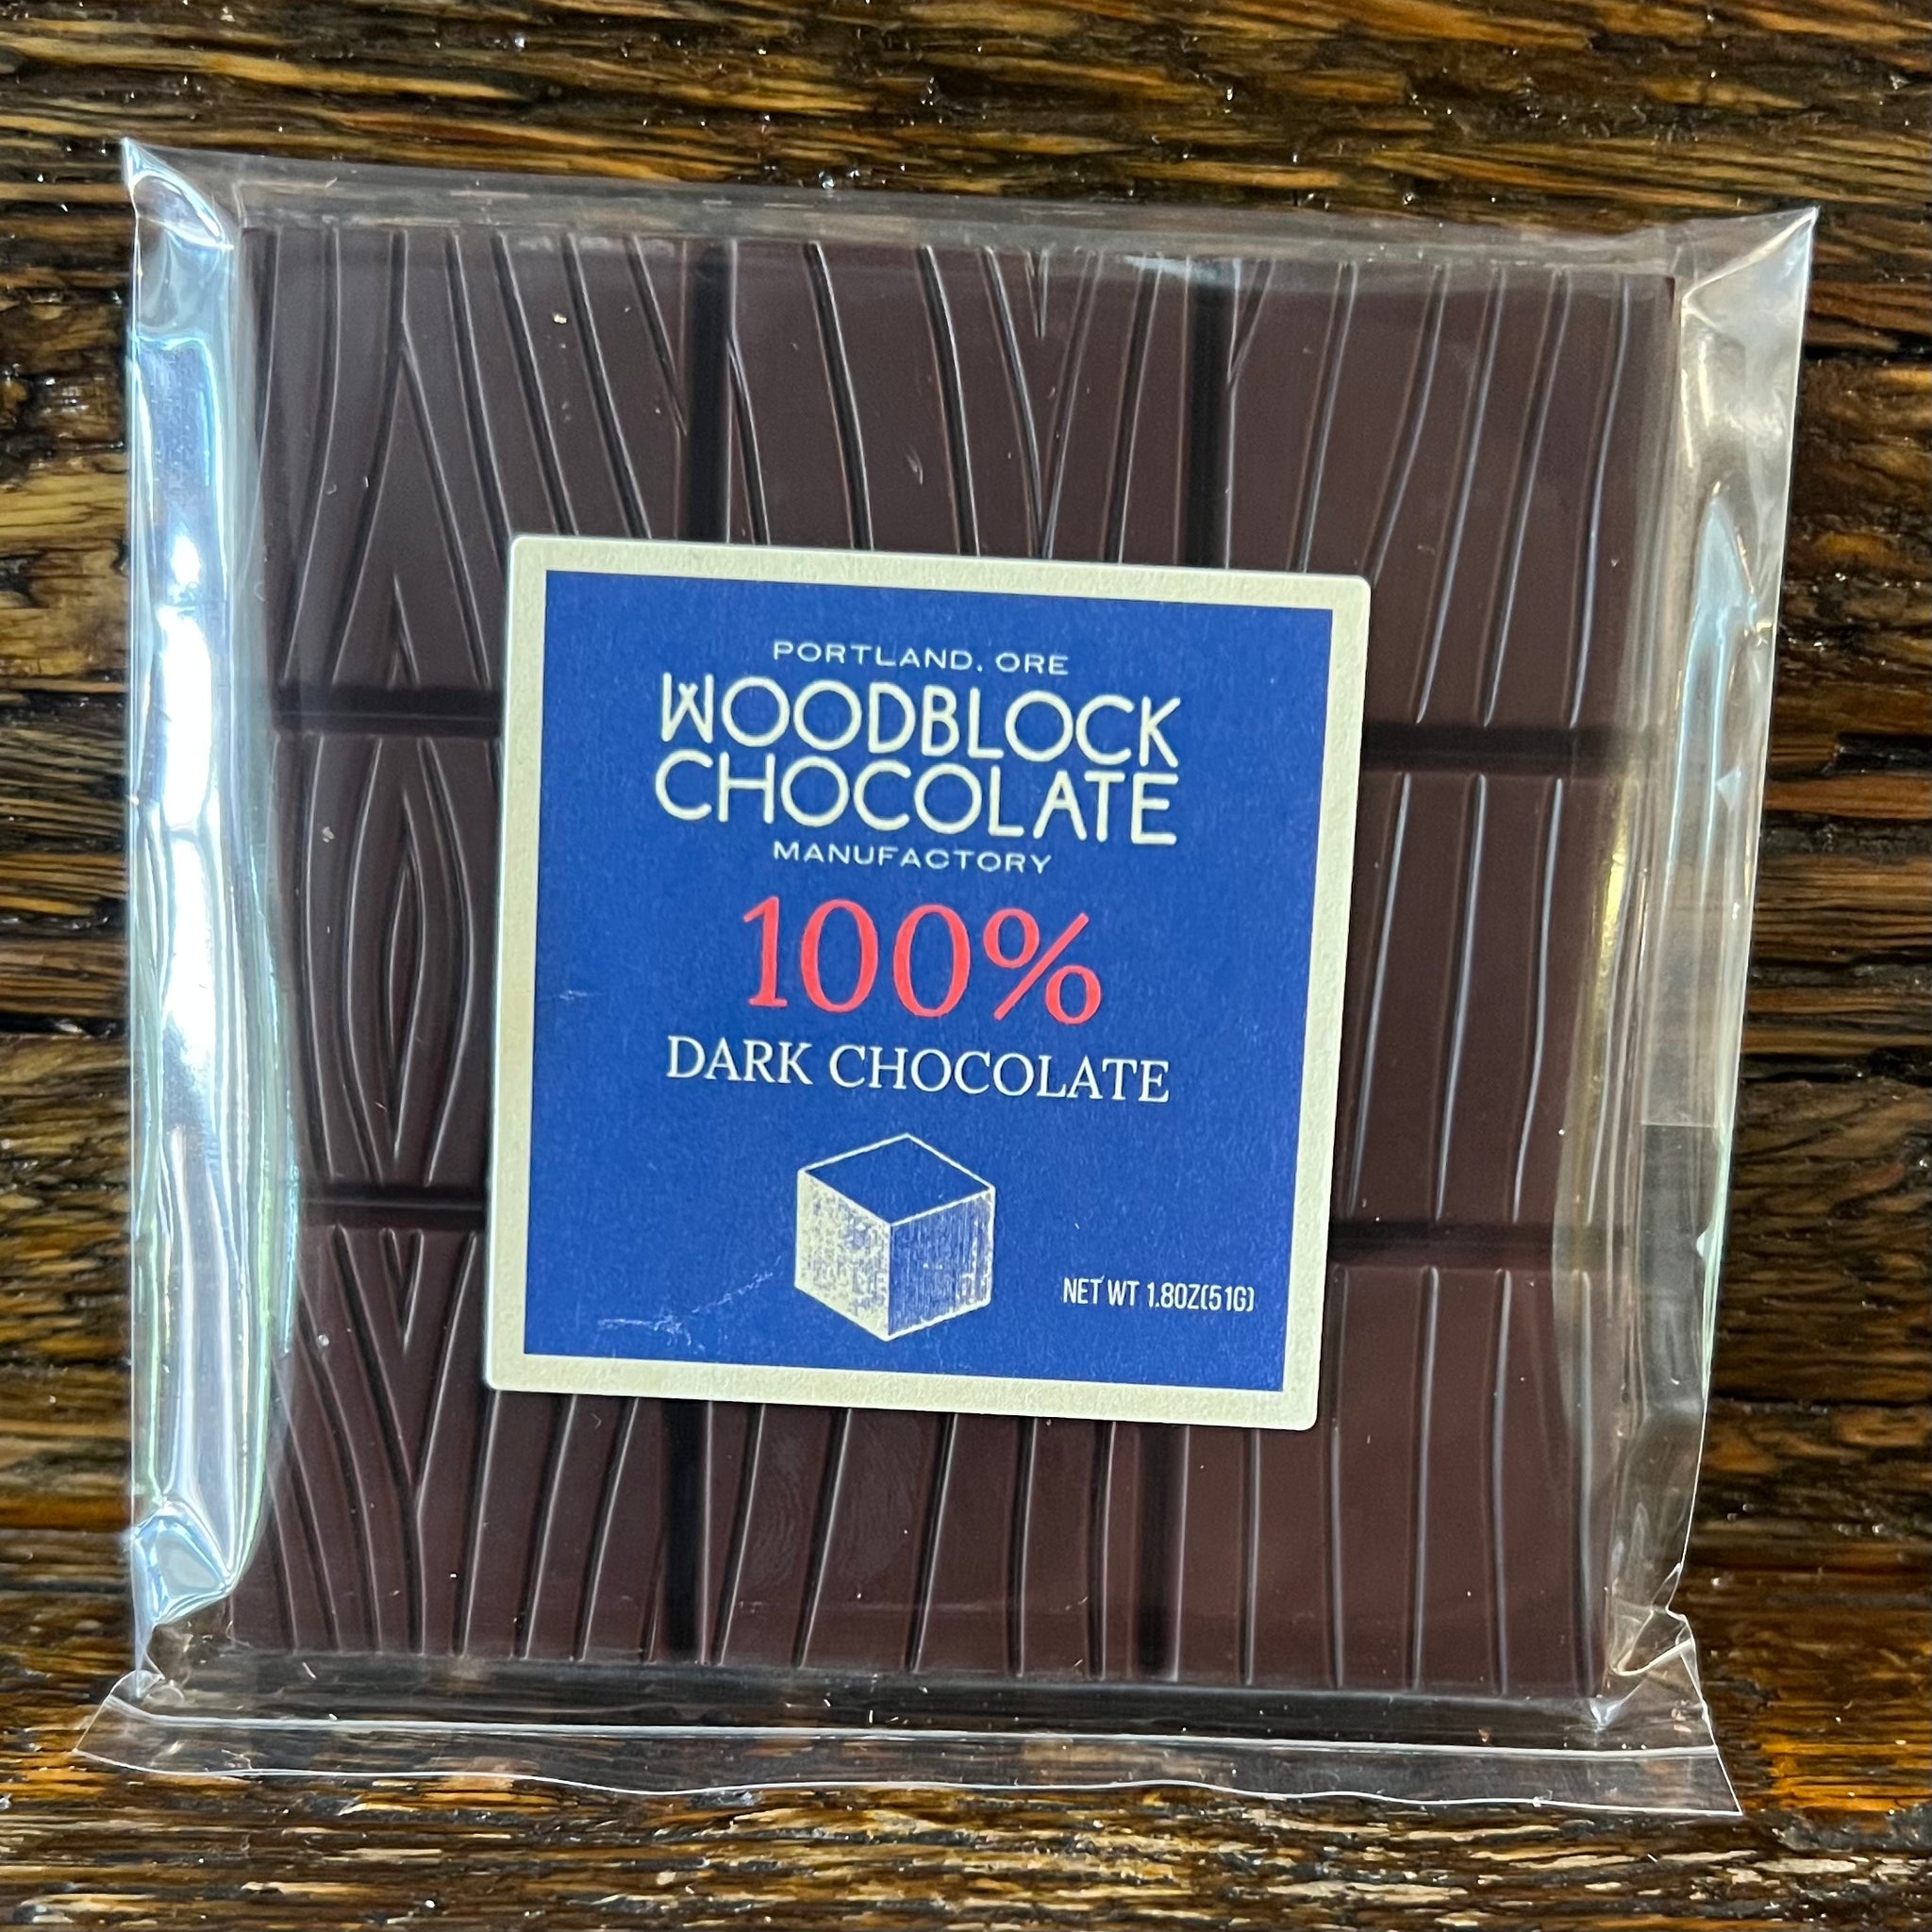 PORTLAND, ORE
WOODBLOCK
CHOCOLATE
MANUFACTORY
100%
DARK CHOCOLATE
NET WT 1.8OZ(51G)